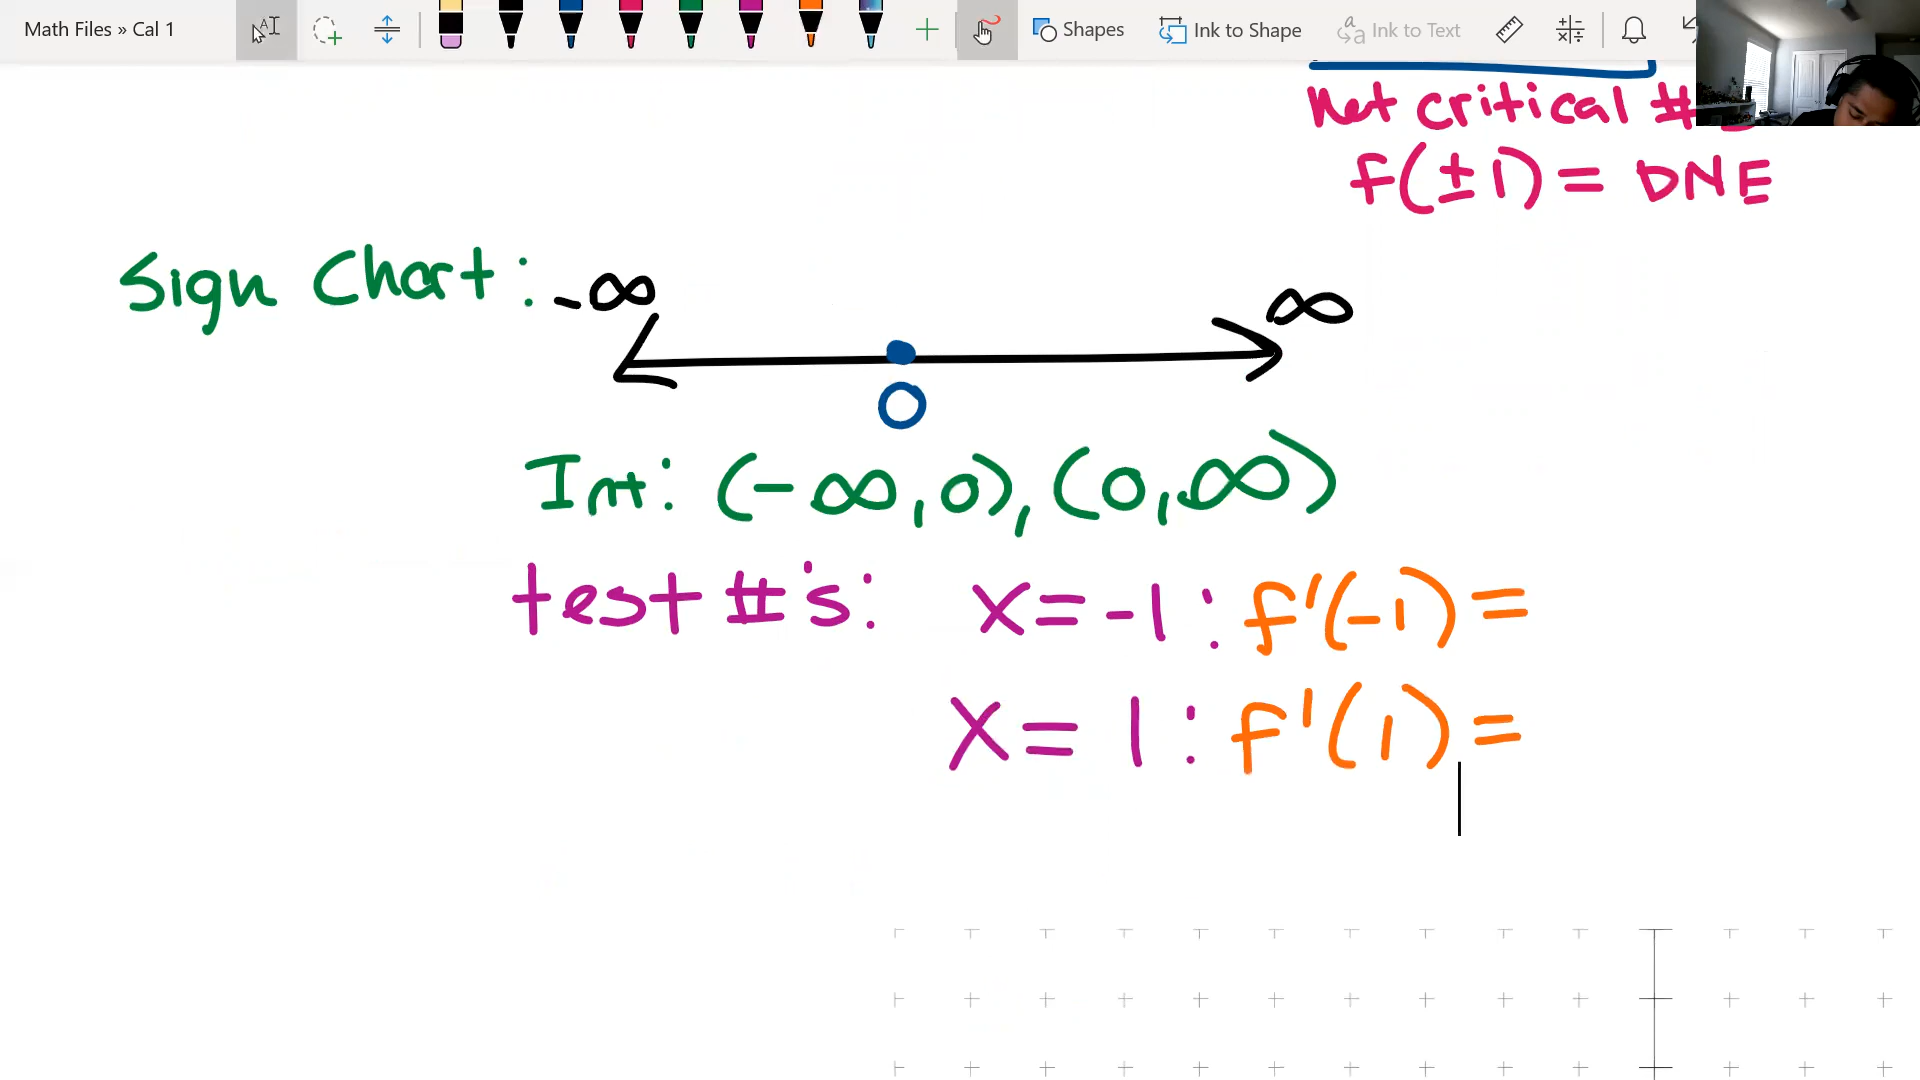 Math Files » Cal 1
Shapes
Ink to Shape
Ink to Text
Not critical #
f(±1) = DNE
Sign Chart: -∞ ∞
0
Int: (-∞,0), (0,∞)
test #'s: x = -1 : f'(-1) =
x = 1 : f'(1) =